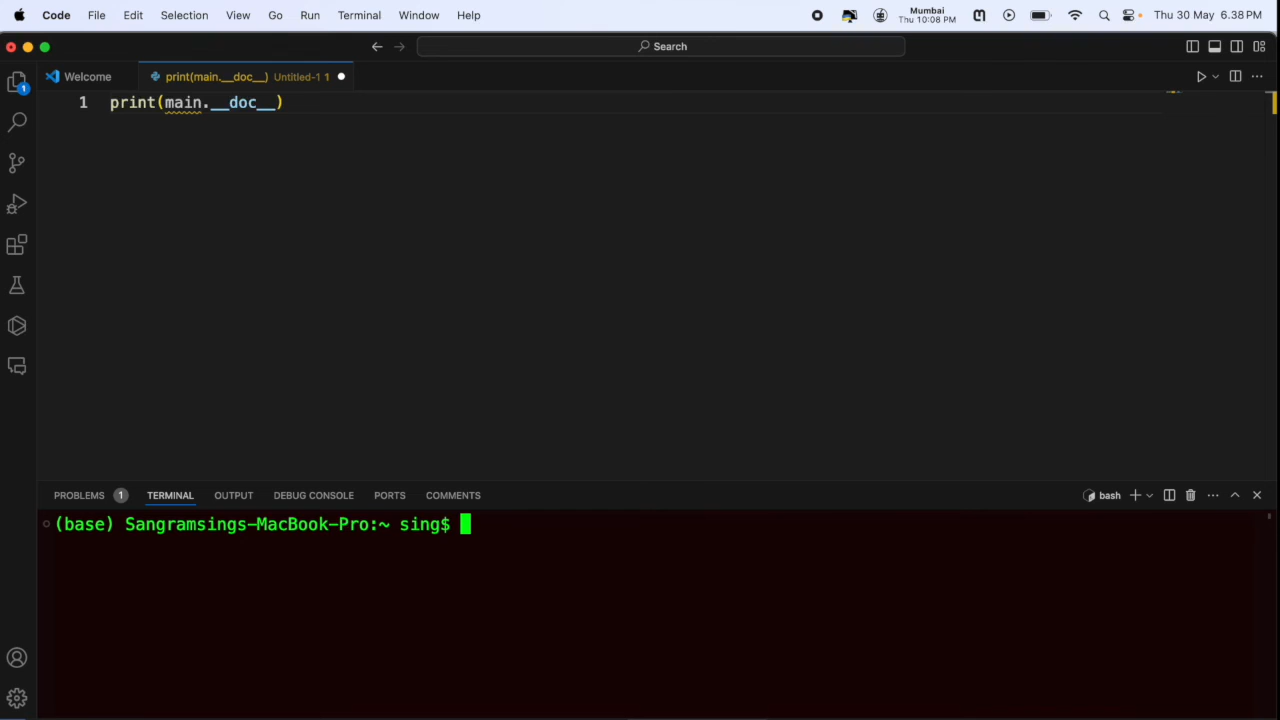 Code File Edit Selection View Go Run Terminal Window Help Mumbai Thu 10:08 PM Thu 30 May 6.38 PM
Search
1 Welcome print(main.__doc__) Untitled-1 1
1 print(main.__doc__)
PROBLEMS 1 TERMINAL OUTPUT DEBUG CONSOLE PORTS COMMENTS bash
(base) Sangramsings-MacBook-Pro:~ sing$